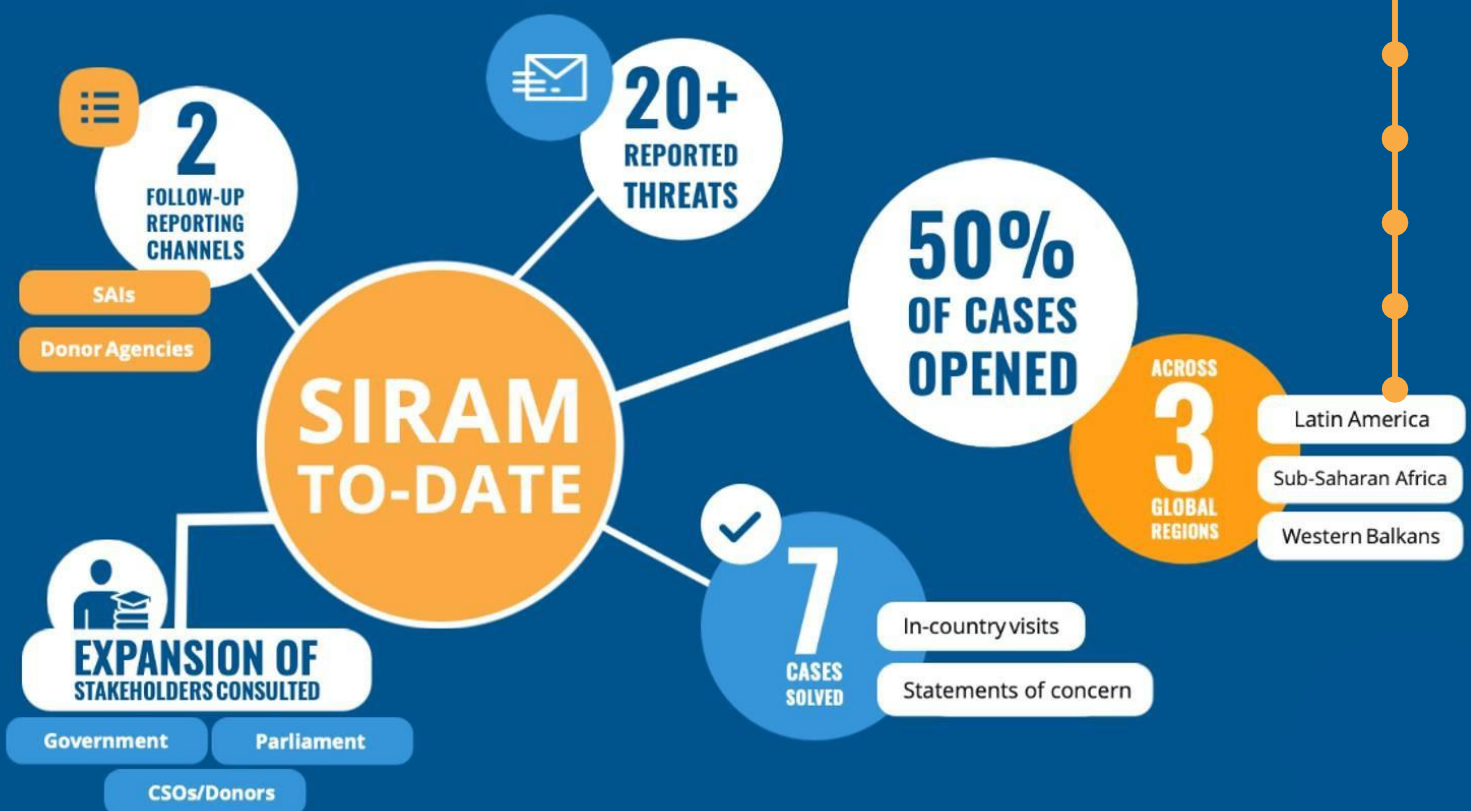 2
FOLLOW-UP
REPORTING
CHANNELS
SAIs
Donor Agencies
20+
REPORTED
THREATS
50%
OF CASES
OPENED
ACROSS
3
GLOBAL
REGIONS
Latin America
Sub-Saharan Africa
Western Balkans
SIRAM
TO-DATE
7
CASES
SOLVED
In-country visits
Statements of concern
EXPANSION OF
STAKEHOLDERS CONSULTED
Government
Parliament
CSOs/Donors